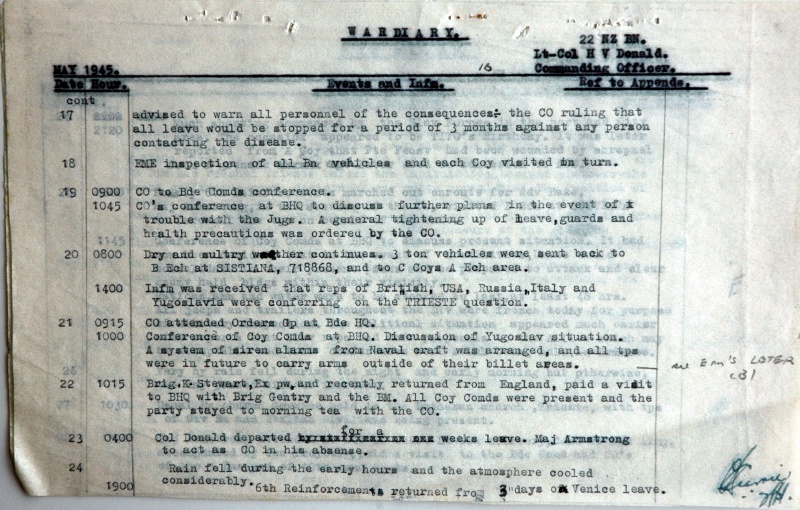 WARDIARY.
22 NZ BN.
Lt-Col H V Donald.
MAY 1945. 16 Commanding Officer.
Date Hour. Events and Infm. Ref to Appends.
cont
17 advised to warn all personnel of the consequences:- the CO ruling that
all leave would be stopped for a period of 3 months against any person
contacting the disease.
18 EME inspection of all Bn vehicles and each Coy visited in turn.
19 0900 CO to Bde Comds conference.
1045 CO's conference at BHQ to discuss further plans in the event of
trouble with the Jugs. A general tightening up of leave, guards and
health precautions was ordered by the CO.
20 0800 Dry and sultry weather continues. 3 ton vehicles were sent back to
B Ech at SISTIANA, 718868, and to C Coys A Ech area.
1400 Infm was received that reps of British, USA, Russia, Italy and
Yugoslavia were conferring on the TRIESTE question.
21 0915 CO attended Orders Gp at Bde HQ.
1000 Conference of Coy Comds at BHQ. Discussion of Yugoslav situation.
A system of siren alarms from Naval craft was arranged, and all tps
were in future to carry arms outside of their billet areas.
22 1015 Brig. K Stewart, Ex pw, and recently returned from England, paid a visit
to BHQ with Brig Gentry and the BM. All Coy Comds were present and the
party stayed to morning tea with the CO.
for a
23 0400 Col Donald departed weeks leave. Maj Armstrong
to act as CO in his absense.
24 Rain fell during the early hours and the atmosphere cooled
considerably.
1900 6th Reinforcements returned from 3 days Venice leave.